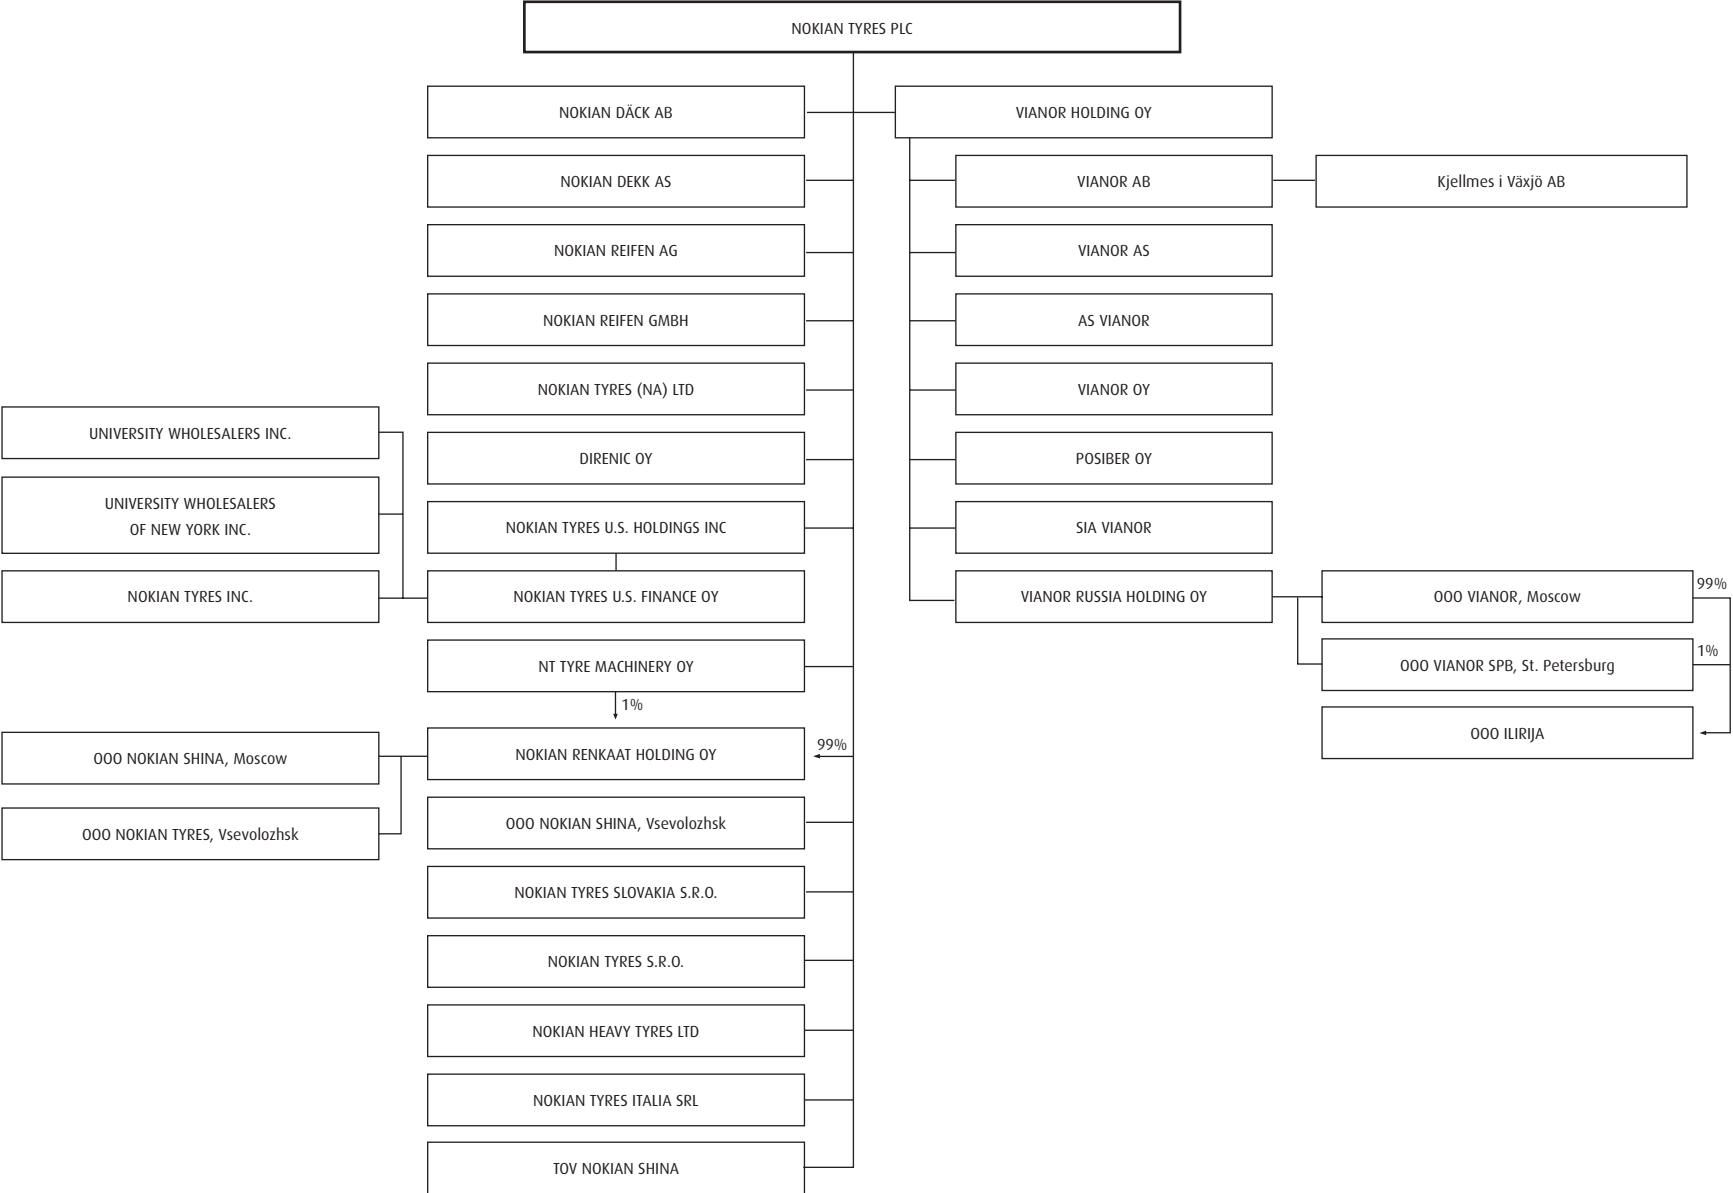 NOKIAN TYRES PLC
NOKIAN DÄCK AB
VIANOR HOLDING OY
NOKIAN DEKK AS
VIANOR AB
Kjellmes i Växjö AB
NOKIAN REIFEN AG
VIANOR AS
NOKIAN REIFEN GMBH
AS VIANOR
NOKIAN TYRES (NA) LTD
VIANOR OY
UNIVERSITY WHOLESALERS INC.
DIRENIC OY
POSIBER OY
UNIVERSITY WHOLESALERS
OF NEW YORK INC.
NOKIAN TYRES U.S. HOLDINGS INC
SIA VIANOR
NOKIAN TYRES INC.
NOKIAN TYRES U.S. FINANCE OY
VIANOR RUSSIA HOLDING OY
OOO VIANOR, Moscow
99%
NT TYRE MACHINERY OY
OOO VIANOR SPB, St. Petersburg
1%
1%
OOO ILIRIJA
OOO NOKIAN SHINA, Moscow
NOKIAN RENKAAT HOLDING OY
99%
OOO NOKIAN TYRES, Vsevolozhsk
OOO NOKIAN SHINA, Vsevolozhsk
NOKIAN TYRES SLOVAKIA S.R.O.
NOKIAN TYRES S.R.O.
NOKIAN HEAVY TYRES LTD
NOKIAN TYRES ITALIA SRL
TOV NOKIAN SHINA